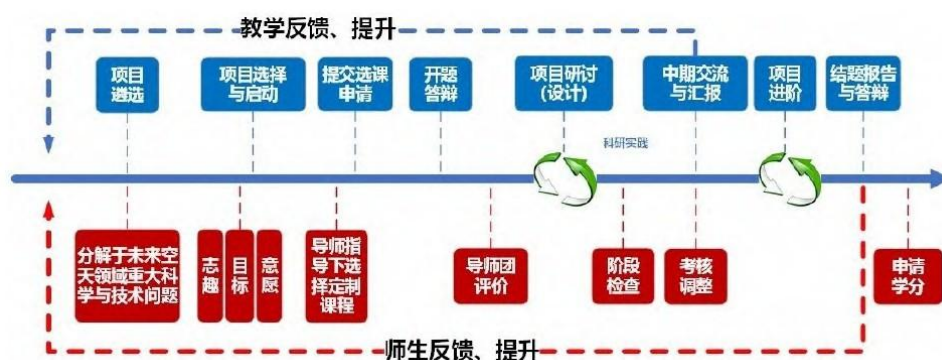 教学反馈、提升
项目
遴选
项目选择
与启动
提交选课
申请
开题
答辩
项目研讨
(设计)
中期交流
与汇报
项目
进阶
结题报告
与答辩
科研实践
分解于未来空
天领域重大科
学与技术问题
志趣
目标
意愿
导师指
导下选
择定制
课程
导师团
评价
阶段
检查
考核
调整
申请
学分
师生反馈、提升